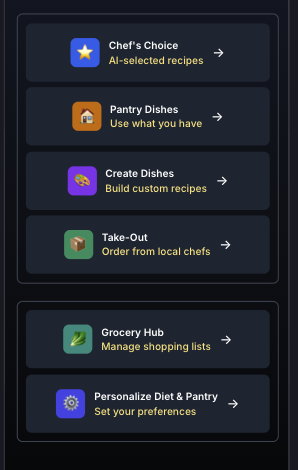 Chef's Choice
AI-selected recipes
Pantry Dishes
Use what you have
Create Dishes
Build custom recipes
Take-Out
Order from local chefs
Grocery Hub
Manage shopping lists
Personalize Diet & Pantry
Set your preferences